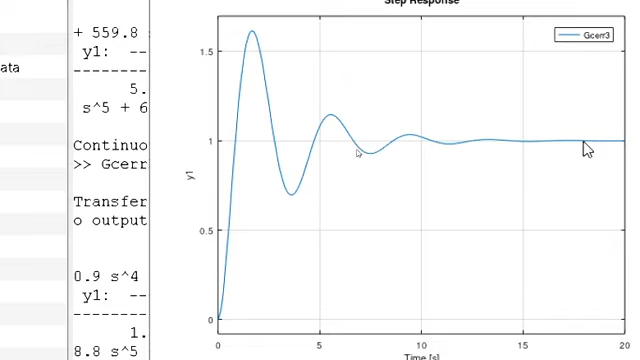 Step Response
+ 559.8
ata
y1: --
--------
5.
s^5 + 6
Continuo
>> Gcerr
Transfer
o output
0.9 s^4
y1: --
--------
1.
8.8 s^5
Gcerr3
1.5
1
0.5
0
y1
0
5
10
15
20
Time [s]